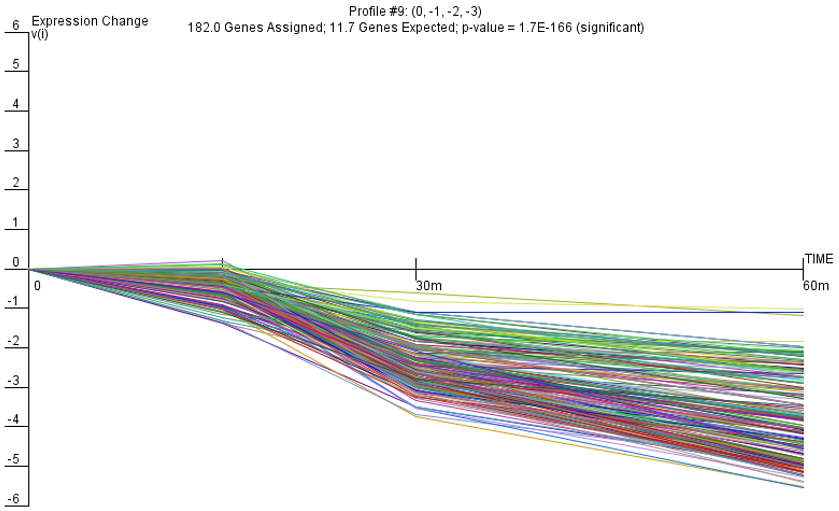 Profile #9: (0, -1, -2, -3)
182.0 Genes Assigned; 11.7 Genes Expected; p-value = 1.7E-166 (significant)
Expression Change
v(i)
6
5
4
3
2
1
0
-1
-2
-3
-4
-5
-6
0
30m
60m
TIME